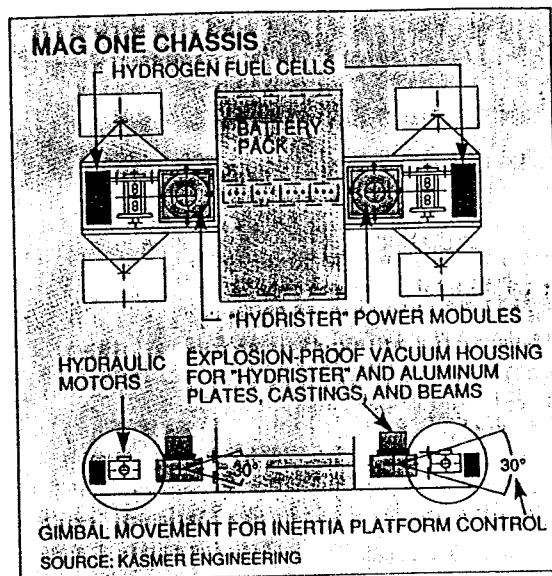 MAG ONE CHASSIS
HYDROGEN FUEL CELLS
BATTERY
PACK
"HYDRISTER" POWER MODULES
HYDRAULIC
MOTORS
EXPLOSION-PROOF VACUUM HOUSING
FOR "HYDRISTER" AND ALUMINUM
PLATES, CASTINGS, AND BEAMS
30°
30°
GIMBAL MOVEMENT FOR INERTIA PLATFORM CONTROL
SOURCE: KASMER ENGINEERING